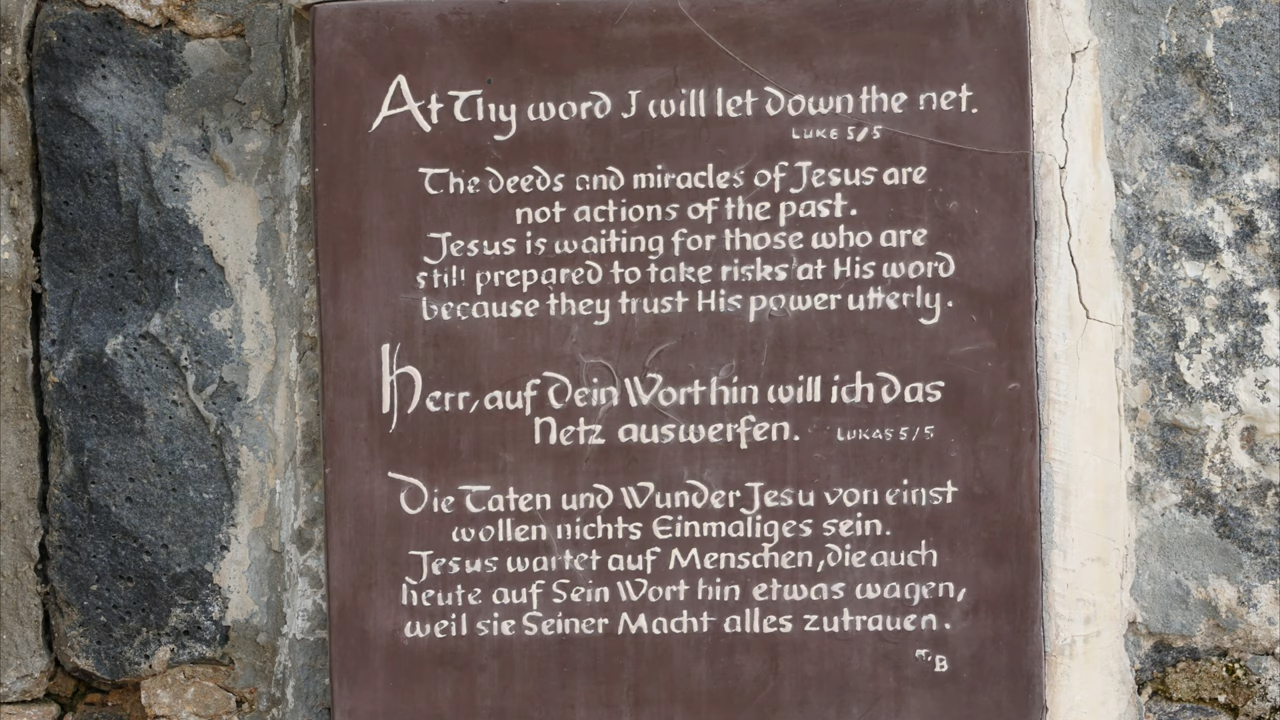 At Thy word I will let down the net.
LUKE 5/5
The deeds and miracles of Jesus are
not actions of the past.
Jesus is waiting for those who are
still prepared to take risks at His word
because they trust His power utterly.
Herr, auf Dein Wort hin will ich das
Netz auswerfen. LUKAS 5/5
Die Taten und Wunder Jesu von einst
wollen nichts Einmaliges sein.
Jesus wartet auf Menschen, die auch
heute auf Sein Wort hin etwas wagen,
weil sie Seiner Macht alles zutrauen.